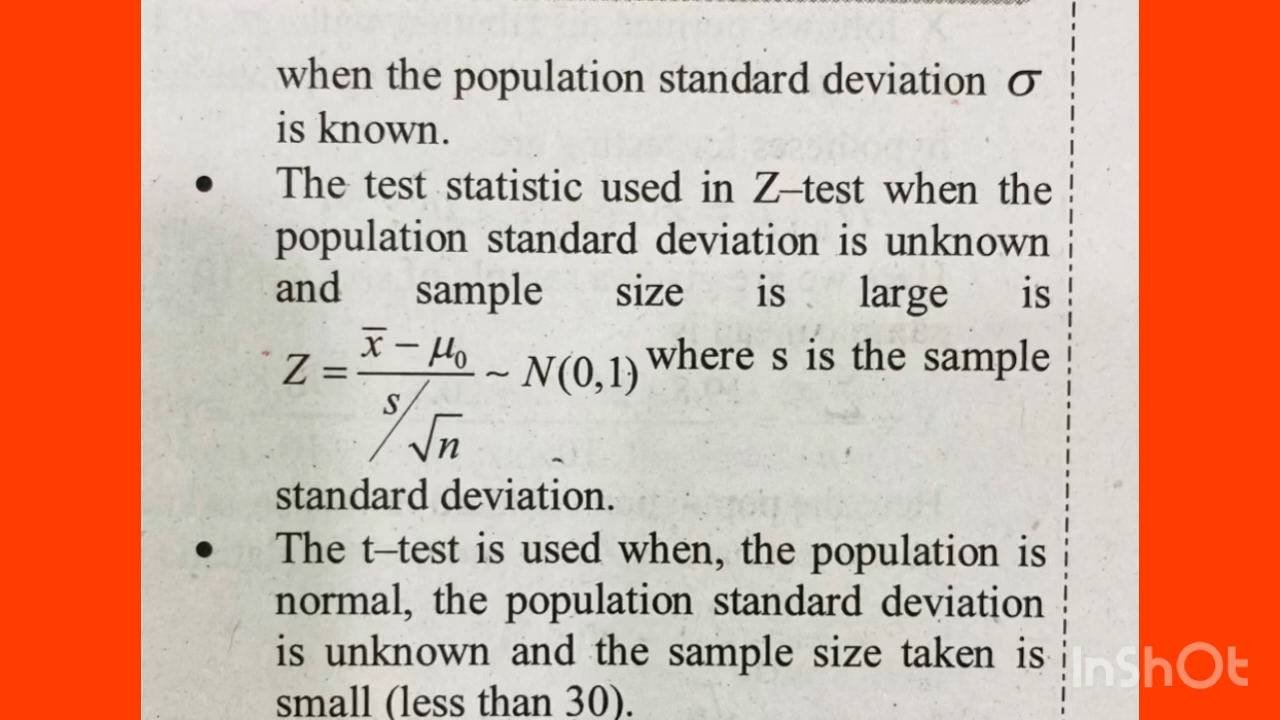 when the population standard deviation σ
is known.
• The test statistic used in Z–test when the
population standard deviation is unknown
and sample size is large is
Z = (x̄ − μ₀) / (s/√n) ~ N(0,1) where s is the sample
standard deviation.
• The t–test is used when, the population is
normal, the population standard deviation
is unknown and the sample size taken is
small (less than 30).
InShOt